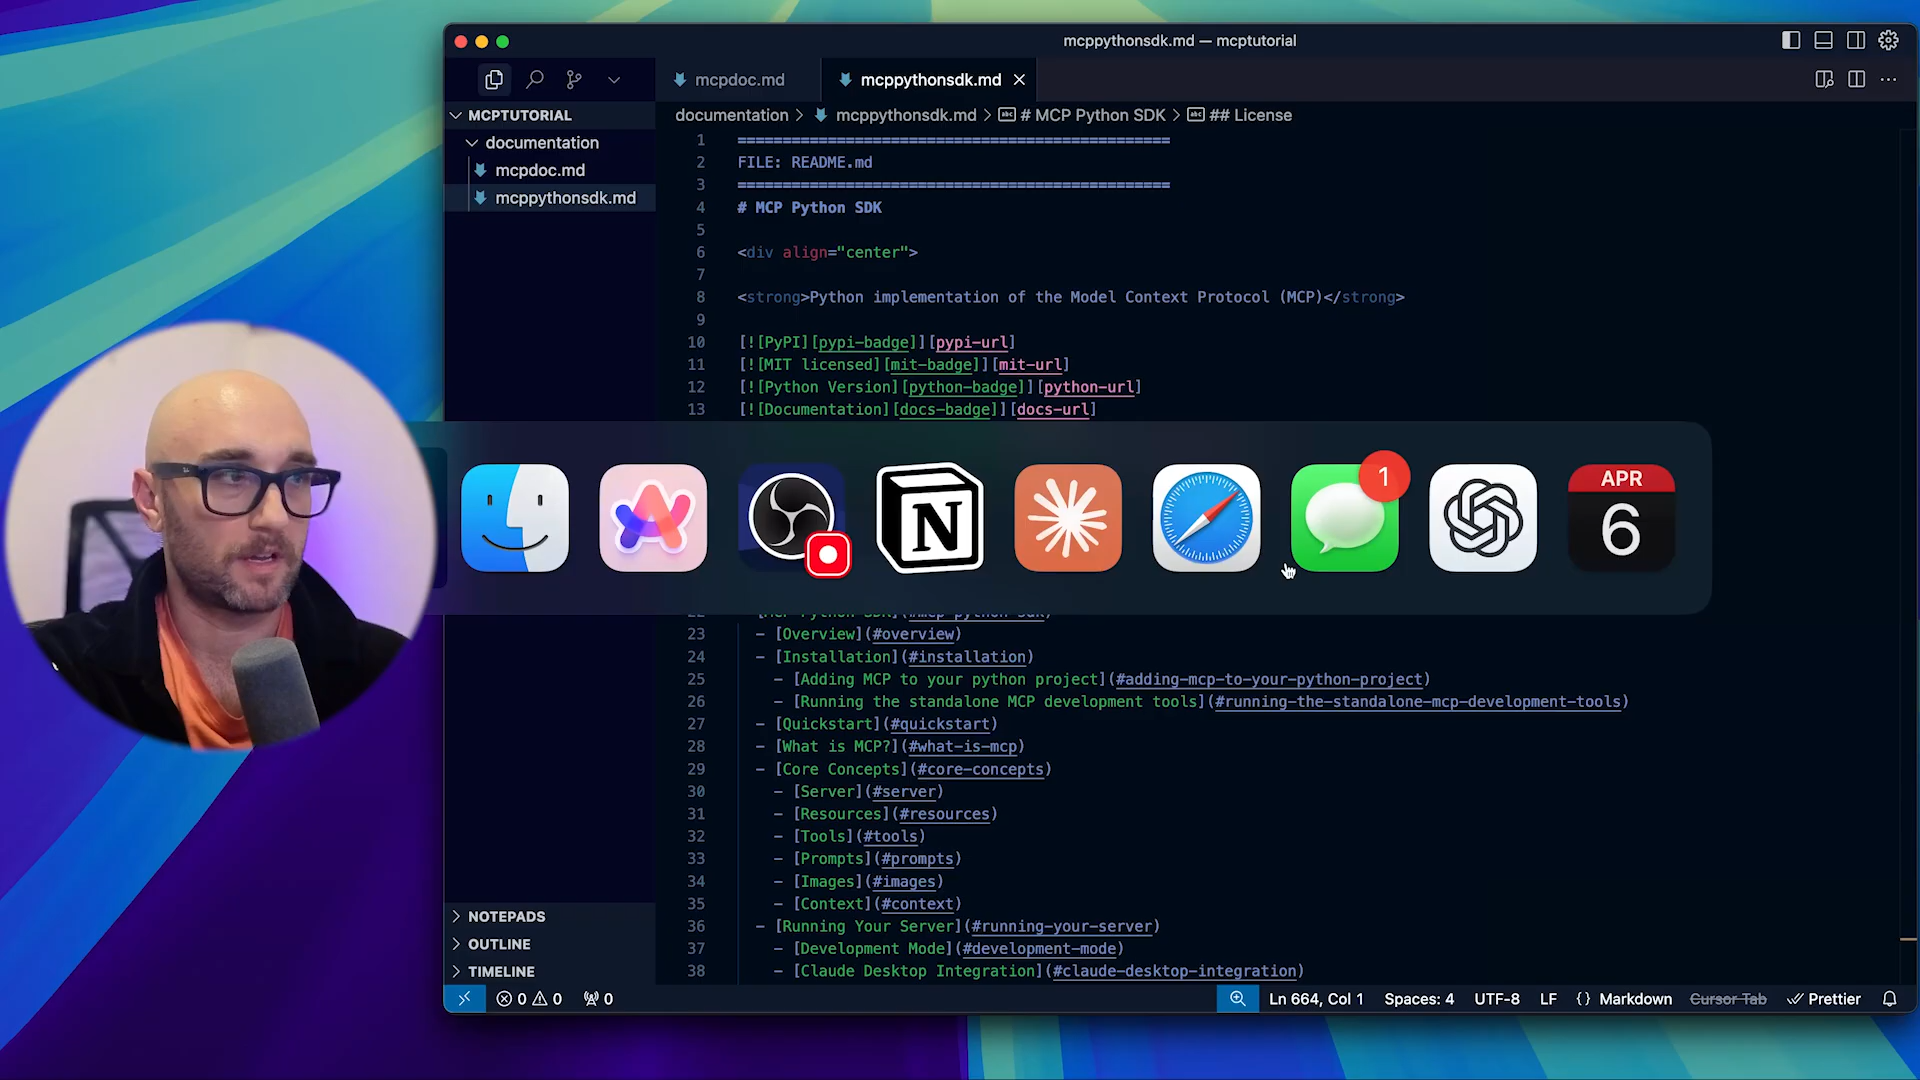 mcppythonsdk.md — mcptutorial
mcpdoc.md
mcppythonsdk.md
MCPTUTORIAL
documentation
mcpdoc.md
mcppythonsdk.md
documentation > mcppythonsdk.md > # MCP Python SDK > ## License
1 ================================================
2 FILE: README.md
3 ================================================
4 # MCP Python SDK
5
6 <div align="center">
7
8 <strong>Python implementation of the Model Context Protocol (MCP)</strong>
9
10 [![PyPI][pypi-badge]][pypi-url]
11 [![MIT licensed][mit-badge]][mit-url]
12 [![Python Version][python-badge]][python-url]
13 [![Documentation][docs-badge]][docs-url]
N
1
APR
6
23 - [Overview](#overview)
24 - [Installation](#installation)
25 - [Adding MCP to your python project](#adding-mcp-to-your-python-project)
26 - [Running the standalone MCP development tools](#running-the-standalone-mcp-development-tools)
27 - [Quickstart](#quickstart)
28 - [What is MCP?](#what-is-mcp)
29 - [Core Concepts](#core-concepts)
30 - [Server](#server)
31 - [Resources](#resources)
32 - [Tools](#tools)
33 - [Prompts](#prompts)
34 - [Images](#images)
35 - [Context](#context)
36 - [Running Your Server](#running-your-server)
37 - [Development Mode](#development-mode)
38 - [Claude Desktop Integration](#claude-desktop-integration)
NOTEPADS
OUTLINE
TIMELINE
0 0 0 Ln 664, Col 1 Spaces: 4 UTF-8 LF {} Markdown Cursor Tab Prettier